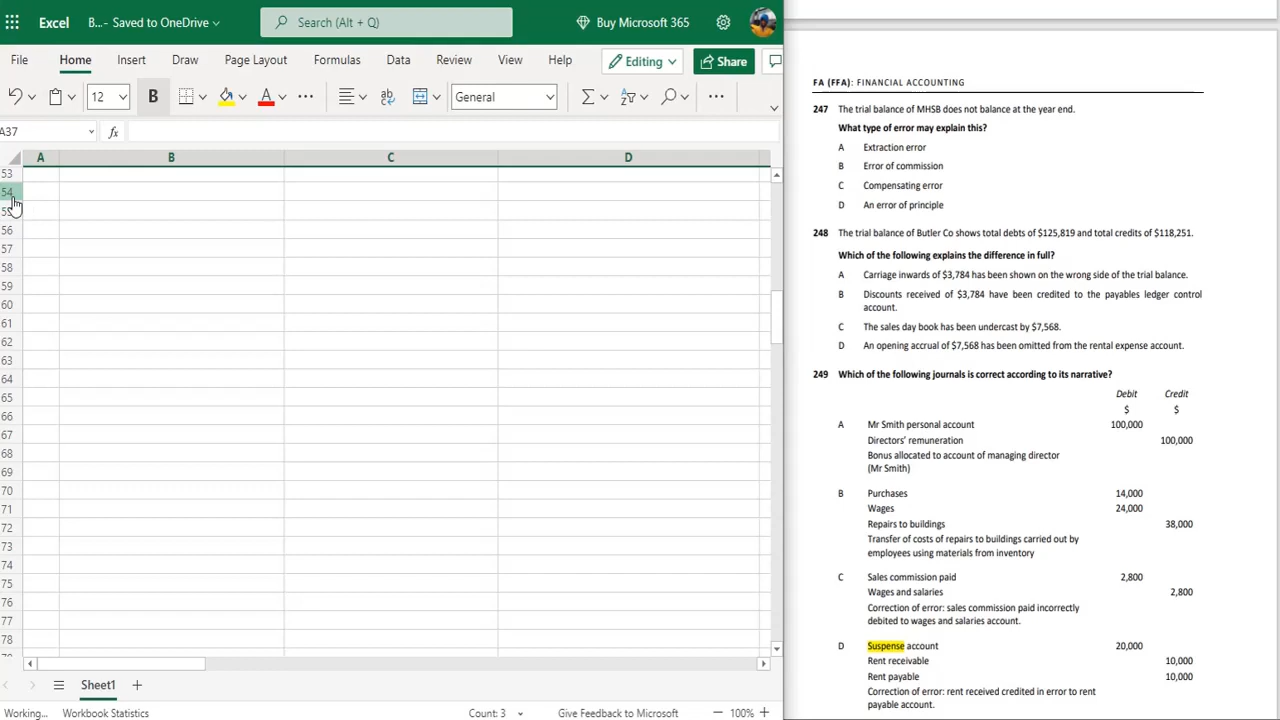 Excel B... - Saved to OneDrive Search (Alt + Q) Buy Microsoft 365
File Home Insert Draw Page Layout Formulas Data Review View Help Editing Share
12 B A General
A37 fx
A B C D
53
54
55
56
57
58
59
60
61
62
63
64
65
66
67
68
69
70
71
72
73
74
75
76
77
78
Sheet1
Working... Workbook Statistics Count: 3 Give Feedback to Microsoft 100%
FA (FFA): FINANCIAL ACCOUNTING
247 The trial balance of MHSB does not balance at the year end.
What type of error may explain this?
A Extraction error
B Error of commission
C Compensating error
D An error of principle
248 The trial balance of Butler Co shows total debts of $125,819 and total credits of $118,251.
Which of the following explains the difference in full?
A Carriage inwards of $3,784 has been shown on the wrong side of the trial balance.
B Discounts received of $3,784 have been credited to the payables ledger control
account.
C The sales day book has been undercast by $7,568.
D An opening accrual of $7,568 has been omitted from the rental expense account.
249 Which of the following journals is correct according to its narrative?
Debit Credit
$ $
A Mr Smith personal account 100,000
Directors' remuneration 100,000
Bonus allocated to account of managing director
(Mr Smith)
B Purchases 14,000
Wages 24,000
Repairs to buildings 38,000
Transfer of costs of repairs to buildings carried out by
employees using materials from inventory
C Sales commission paid 2,800
Wages and salaries 2,800
Correction of error: sales commission paid incorrectly
debited to wages and salaries account.
D Suspense account 20,000
Rent receivable 10,000
Rent payable 10,000
Correction of error: rent received credited in error to rent
payable account.